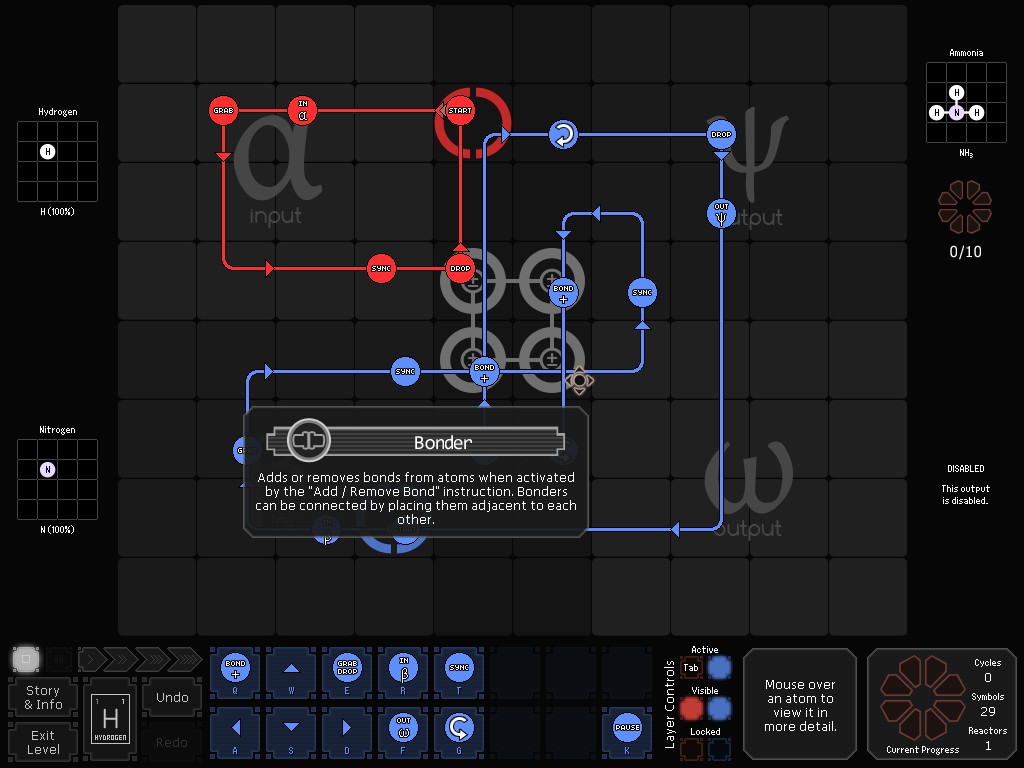 Hydrogen
H
H (100%)
Nitrogen
N
N (100%)
GRAB
IN
α
START
α
input
SYNC
DROP
DROP
OUT
ψ
ψ
output
BOND
+
SYNC
SYNC
BOND
+
Bonder
Adds or removes bonds from atoms when activated
by the "Add / Remove Bond" instruction. Bonders
can be connected by placing them adjacent to each
other.
β
ω
output
Ammonia
H
H N H
NH₃
0/10
DISABLED
This output
is disabled.
Story
& Info
Exit
Level
1 1
H
HYDROGEN
Undo
Redo
BOND
+
Q
W
GRAB
DROP
E
IN
β
R
SYNC
T
A
S
D
OUT
ω
F
G
PAUSE
K
Layer Controls
Active
Tab
Visible
Locked
Mouse over
an atom to
view it in
more detail.
Cycles
0
Symbols
29
Reactors
1
Current Progress